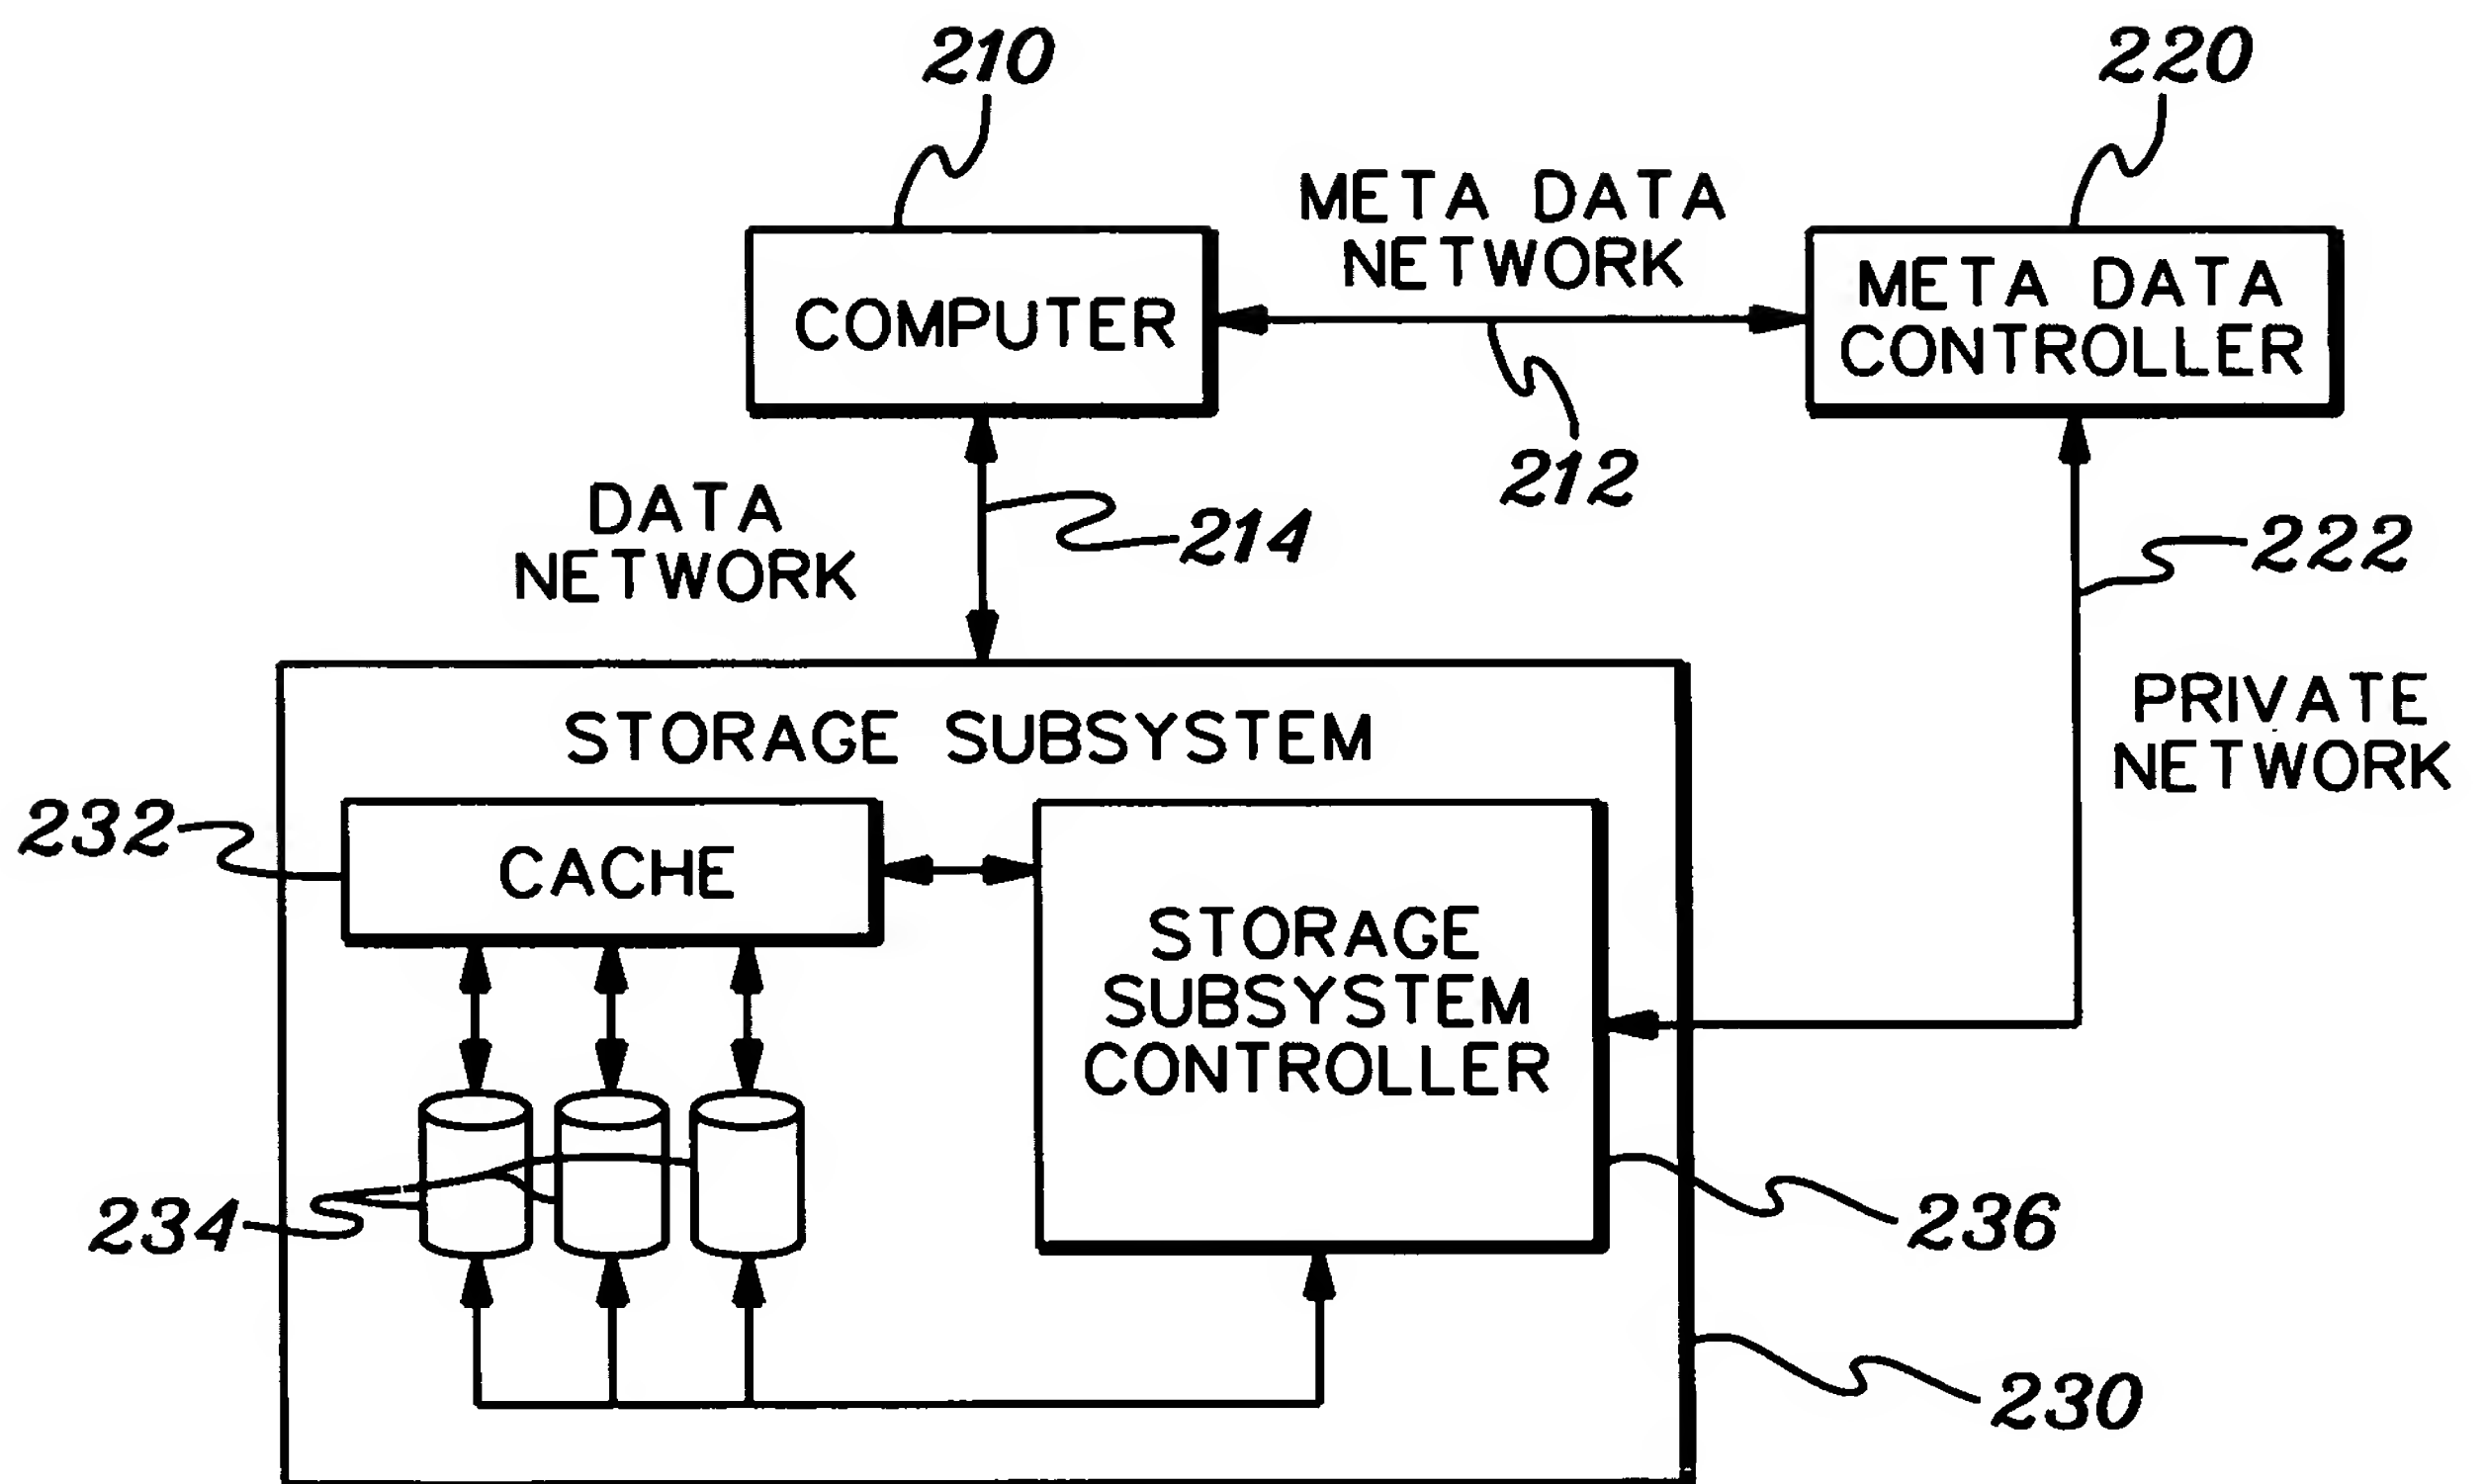 210
220
META DATA
NETWORK
COMPUTER
META DATA
CONTROLLER
212
DATA
NETWORK
214
222
PRIVATE
NETWORK
STORAGE SUBSYSTEM
232
CACHE
STORAGE
SUBSYSTEM
CONTROLLER
234
236
230